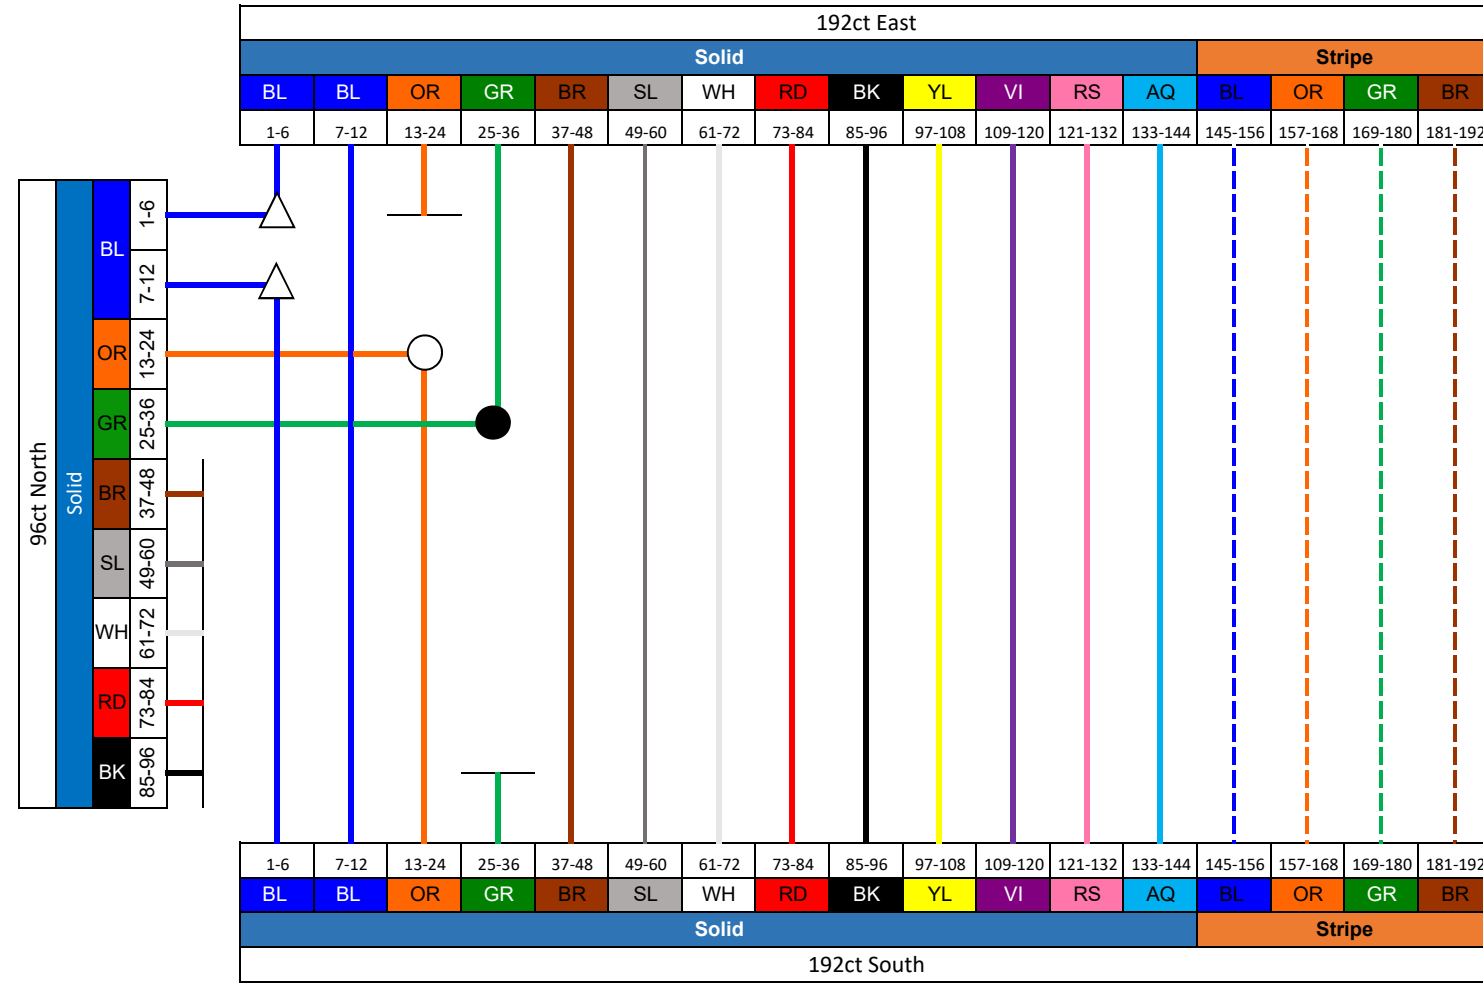 192ct East
Solid Stripe
BL BL OR GR BR SL WH RD BK YL VI RS AQ BL OR GR BR
1-6 7-12 13-24 25-36 37-48 49-60 61-72 73-84 85-96 97-108 109-120 121-132 133-144 145-156 157-168 169-180 181-192
96ct North
Solid
BL 1-6
7-12
OR 13-24
GR 25-36
BR 37-48
SL 49-60
WH 61-72
RD 73-84
BK 85-96
1-6 7-12 13-24 25-36 37-48 49-60 61-72 73-84 85-96 97-108 109-120 121-132 133-144 145-156 157-168 169-180 181-192
BL BL OR GR BR SL WH RD BK YL VI RS AQ BL OR GR BR
Solid Stripe
192ct South